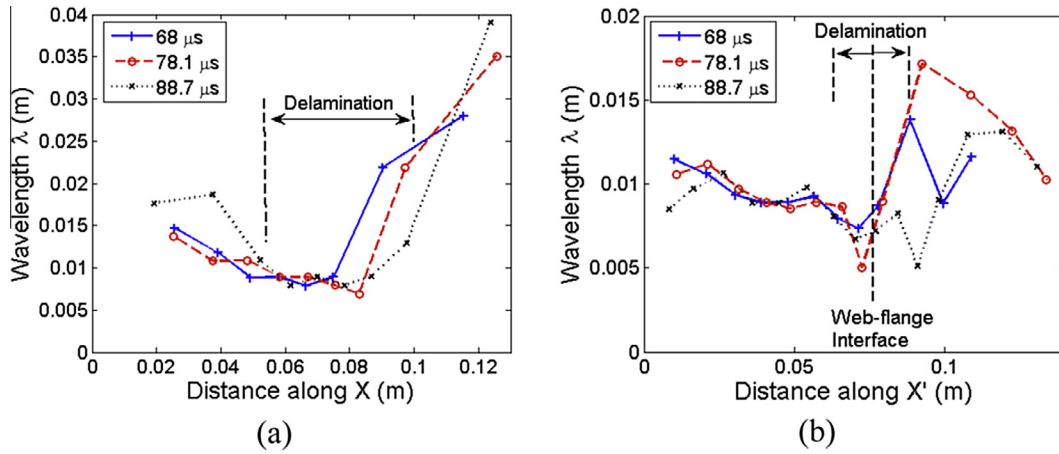 0.04
0.035
0.03
0.025
0.02
0.015
0.01
0.005
0
Wavelength λ (m)
68 μs
78.1 μs
88.7 μs
Delamination
0 0.02 0.04 0.06 0.08 0.1 0.12
Distance along X (m)
(a)
0.02
0.015
0.01
0.005
0
Wavelength λ (m)
68 μs
78.1 μs
88.7 μs
Delamination
Web-flange
Interface
0 0.05 0.1
Distance along X' (m)
(b)